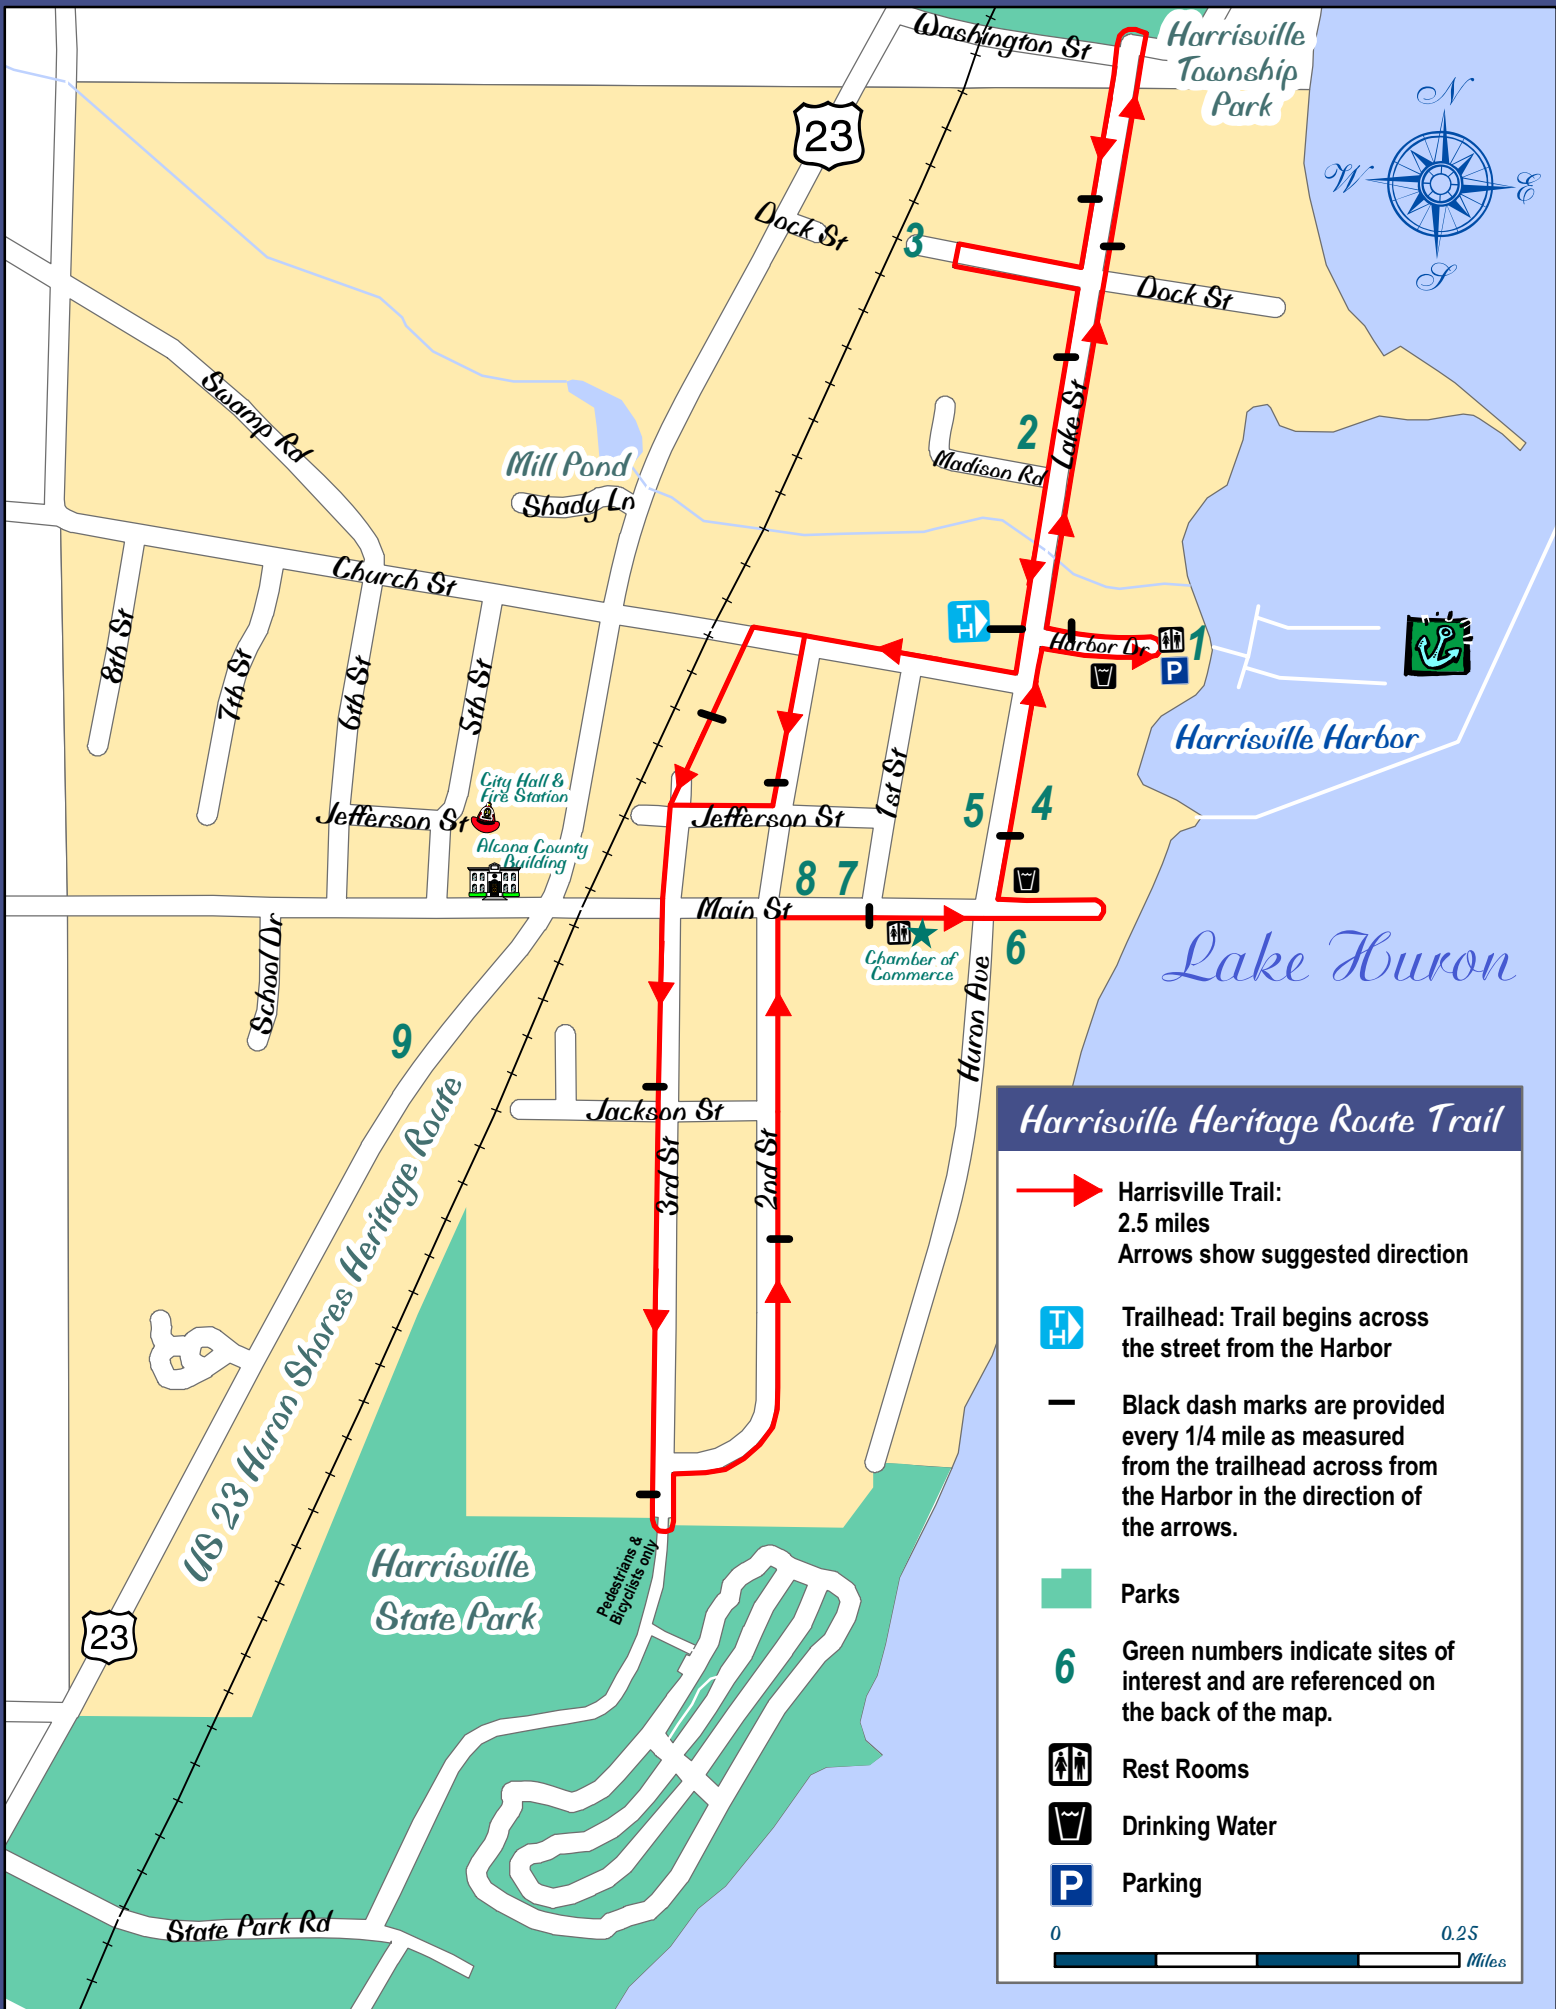 Washington St
Harrisville
Township
Park
23
N
W
E
S
Dock St
3
Dock St
Swamp Rd
Lake St
2
Mill Pond
Madison Rd
Shady Ln
Church St
TH
Harbor Dr
1
P
8th St
7th St
6th St
5th St
1st St
Harrisville Harbor
City Hall &
Fire Station
Jefferson St
Jefferson St
5
4
Alcona County
Building
8
7
Main St
6
Chamber of
Commerce
Lake Huron
School Dr
9
Huron Ave
Jackson St
3rd St
2nd St
US 23 Huron Shores Heritage Route
Pedestrians &
Bicyclists only
Harrisville
State Park
23
State Park Rd
Harrisville Heritage Route Trail
Harrisville Trail:
2.5 miles
Arrows show suggested direction
TH
Trailhead: Trail begins across
the street from the Harbor
Black dash marks are provided
every 1/4 mile as measured
from the trailhead across from
the Harbor in the direction of
the arrows.
Parks
6
Green numbers indicate sites of
interest and are referenced on
the back of the map.
Rest Rooms
Drinking Water
P
Parking
0
0.25
Miles